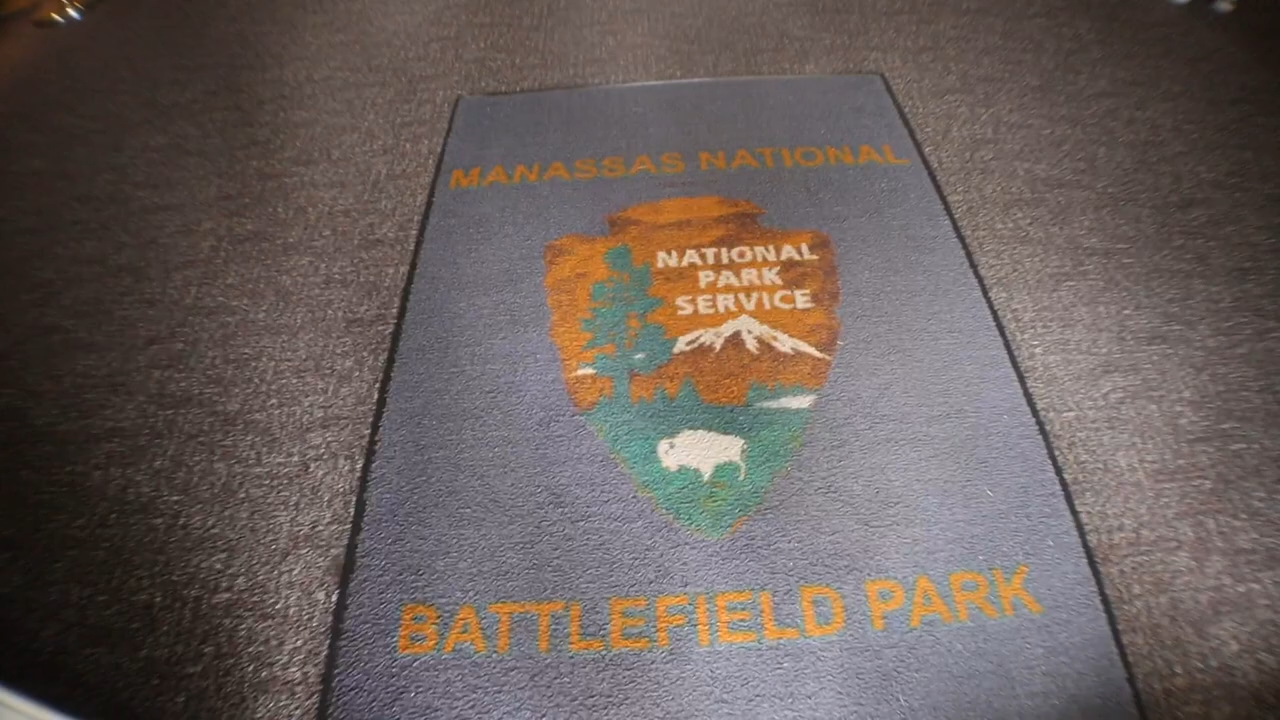 MANASSAS NATIONAL
NATIONAL
PARK
SERVICE
BATTLEFIELD PARK